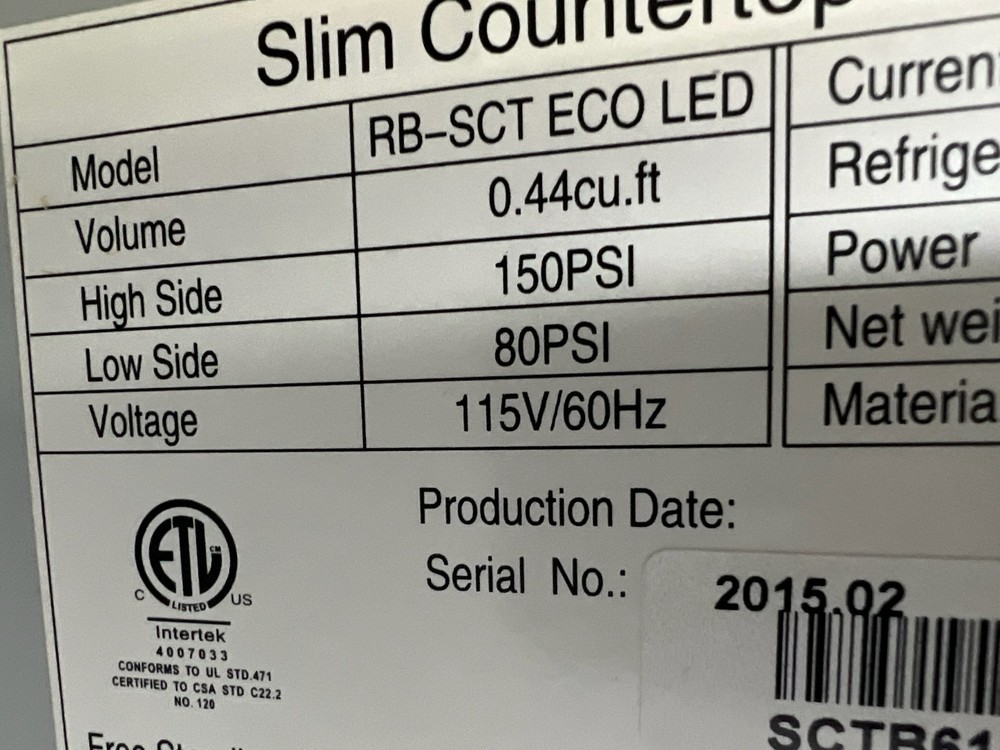 Slim Countertop
Model RB-SCT ECO LED Curren
Volume 0.44cu.ft Refrige
High Side 150PSI Power
Low Side 80PSI Net wei
Voltage 115V/60Hz Materia
Production Date:
Serial No.: 2015.02
ETL CM
C LISTED US
Intertek
4007033
CONFORMS TO UL STD.471
CERTIFIED TO CSA STD C22.2
NO. 120